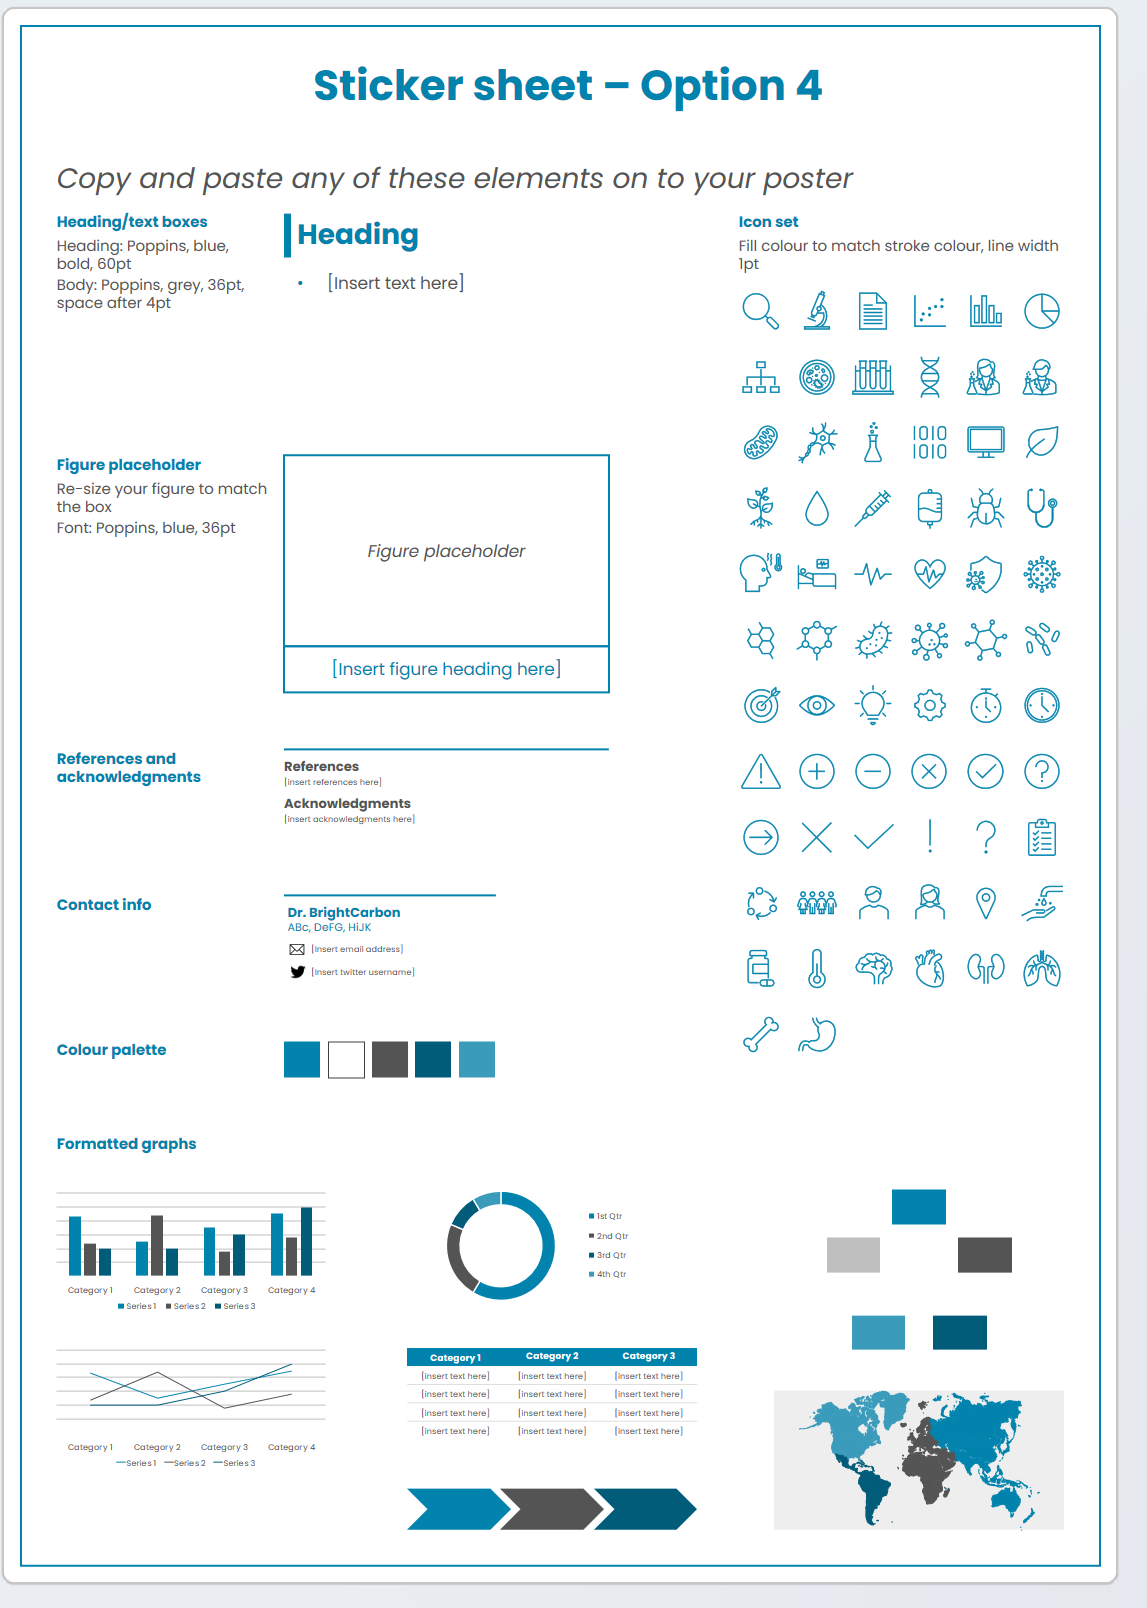 Sticker sheet – Option 4
Copy and paste any of these elements on to your poster
Heading/text boxes
Heading: Poppins, blue,
bold, 60pt
Body: Poppins, grey, 36pt,
space after 4pt
Heading
• [Insert text here]
Icon set
Fill colour to match stroke colour, line width
1pt
1010
1010
Figure placeholder
Re-size your figure to match
the box
Font: Poppins, blue, 36pt
Figure placeholder
[Insert figure heading here]
References and
acknowledgments
References
[insert references here]
Acknowledgments
[insert acknowledgments here]
Contact info
Dr. BrightCarbon
ABc, DeFG, HiJK
[Insert email address]
[Insert twitter username]
Colour palette
Formatted graphs
Category 1 Category 2 Category 3 Category 4
Series 1 Series 2 Series 3
1st Qtr
2nd Qtr
3rd Qtr
4th Qtr
Category 1 Category 2 Category 3 Category 4
Series 1 Series 2 Series 3
Category 1 Category 2 Category 3
[insert text here] [insert text here] [insert text here]
[insert text here] [insert text here] [insert text here]
[insert text here] [insert text here] [insert text here]
[insert text here] [insert text here] [insert text here]